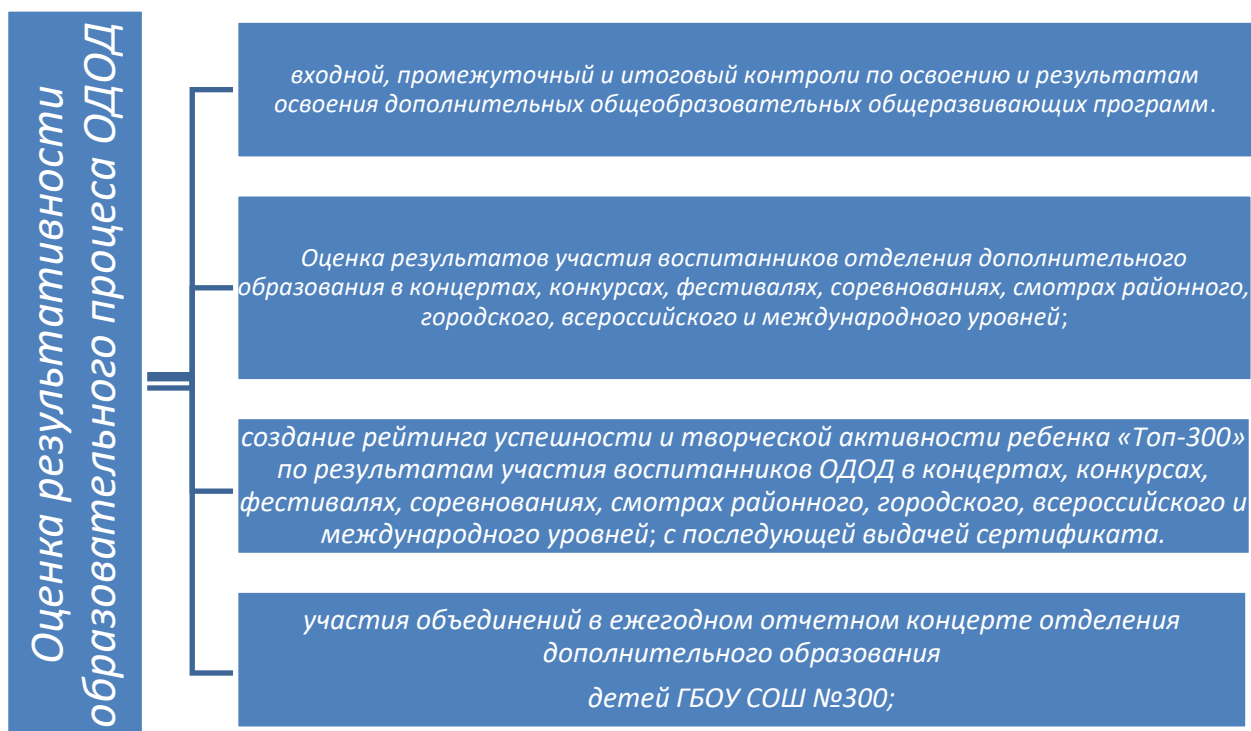 Оценка результативности
образовательного процеса ОДОД
входной, промежуточный и итоговый контроли по освоению и результатам
освоения дополнительных общеобразовательных общеразвивающих программ.
Оценка результатов участия воспитанников отделения дополнительного
образования в концертах, конкурсах, фестивалях, соревнованиях, смотрах районного,
городского, всероссийского и международного уровней;
создание рейтинга успешности и творческой активности ребенка «Топ-300»
по результатам участия воспитанников ОДОД в концертах, конкурсах,
фестивалях, соревнованиях, смотрах районного, городского, всероссийского и
международного уровней; с последующей выдачей сертификата.
участия объединений в ежегодном отчетном концерте отделения
дополнительного образования
детей ГБОУ СОШ №300;